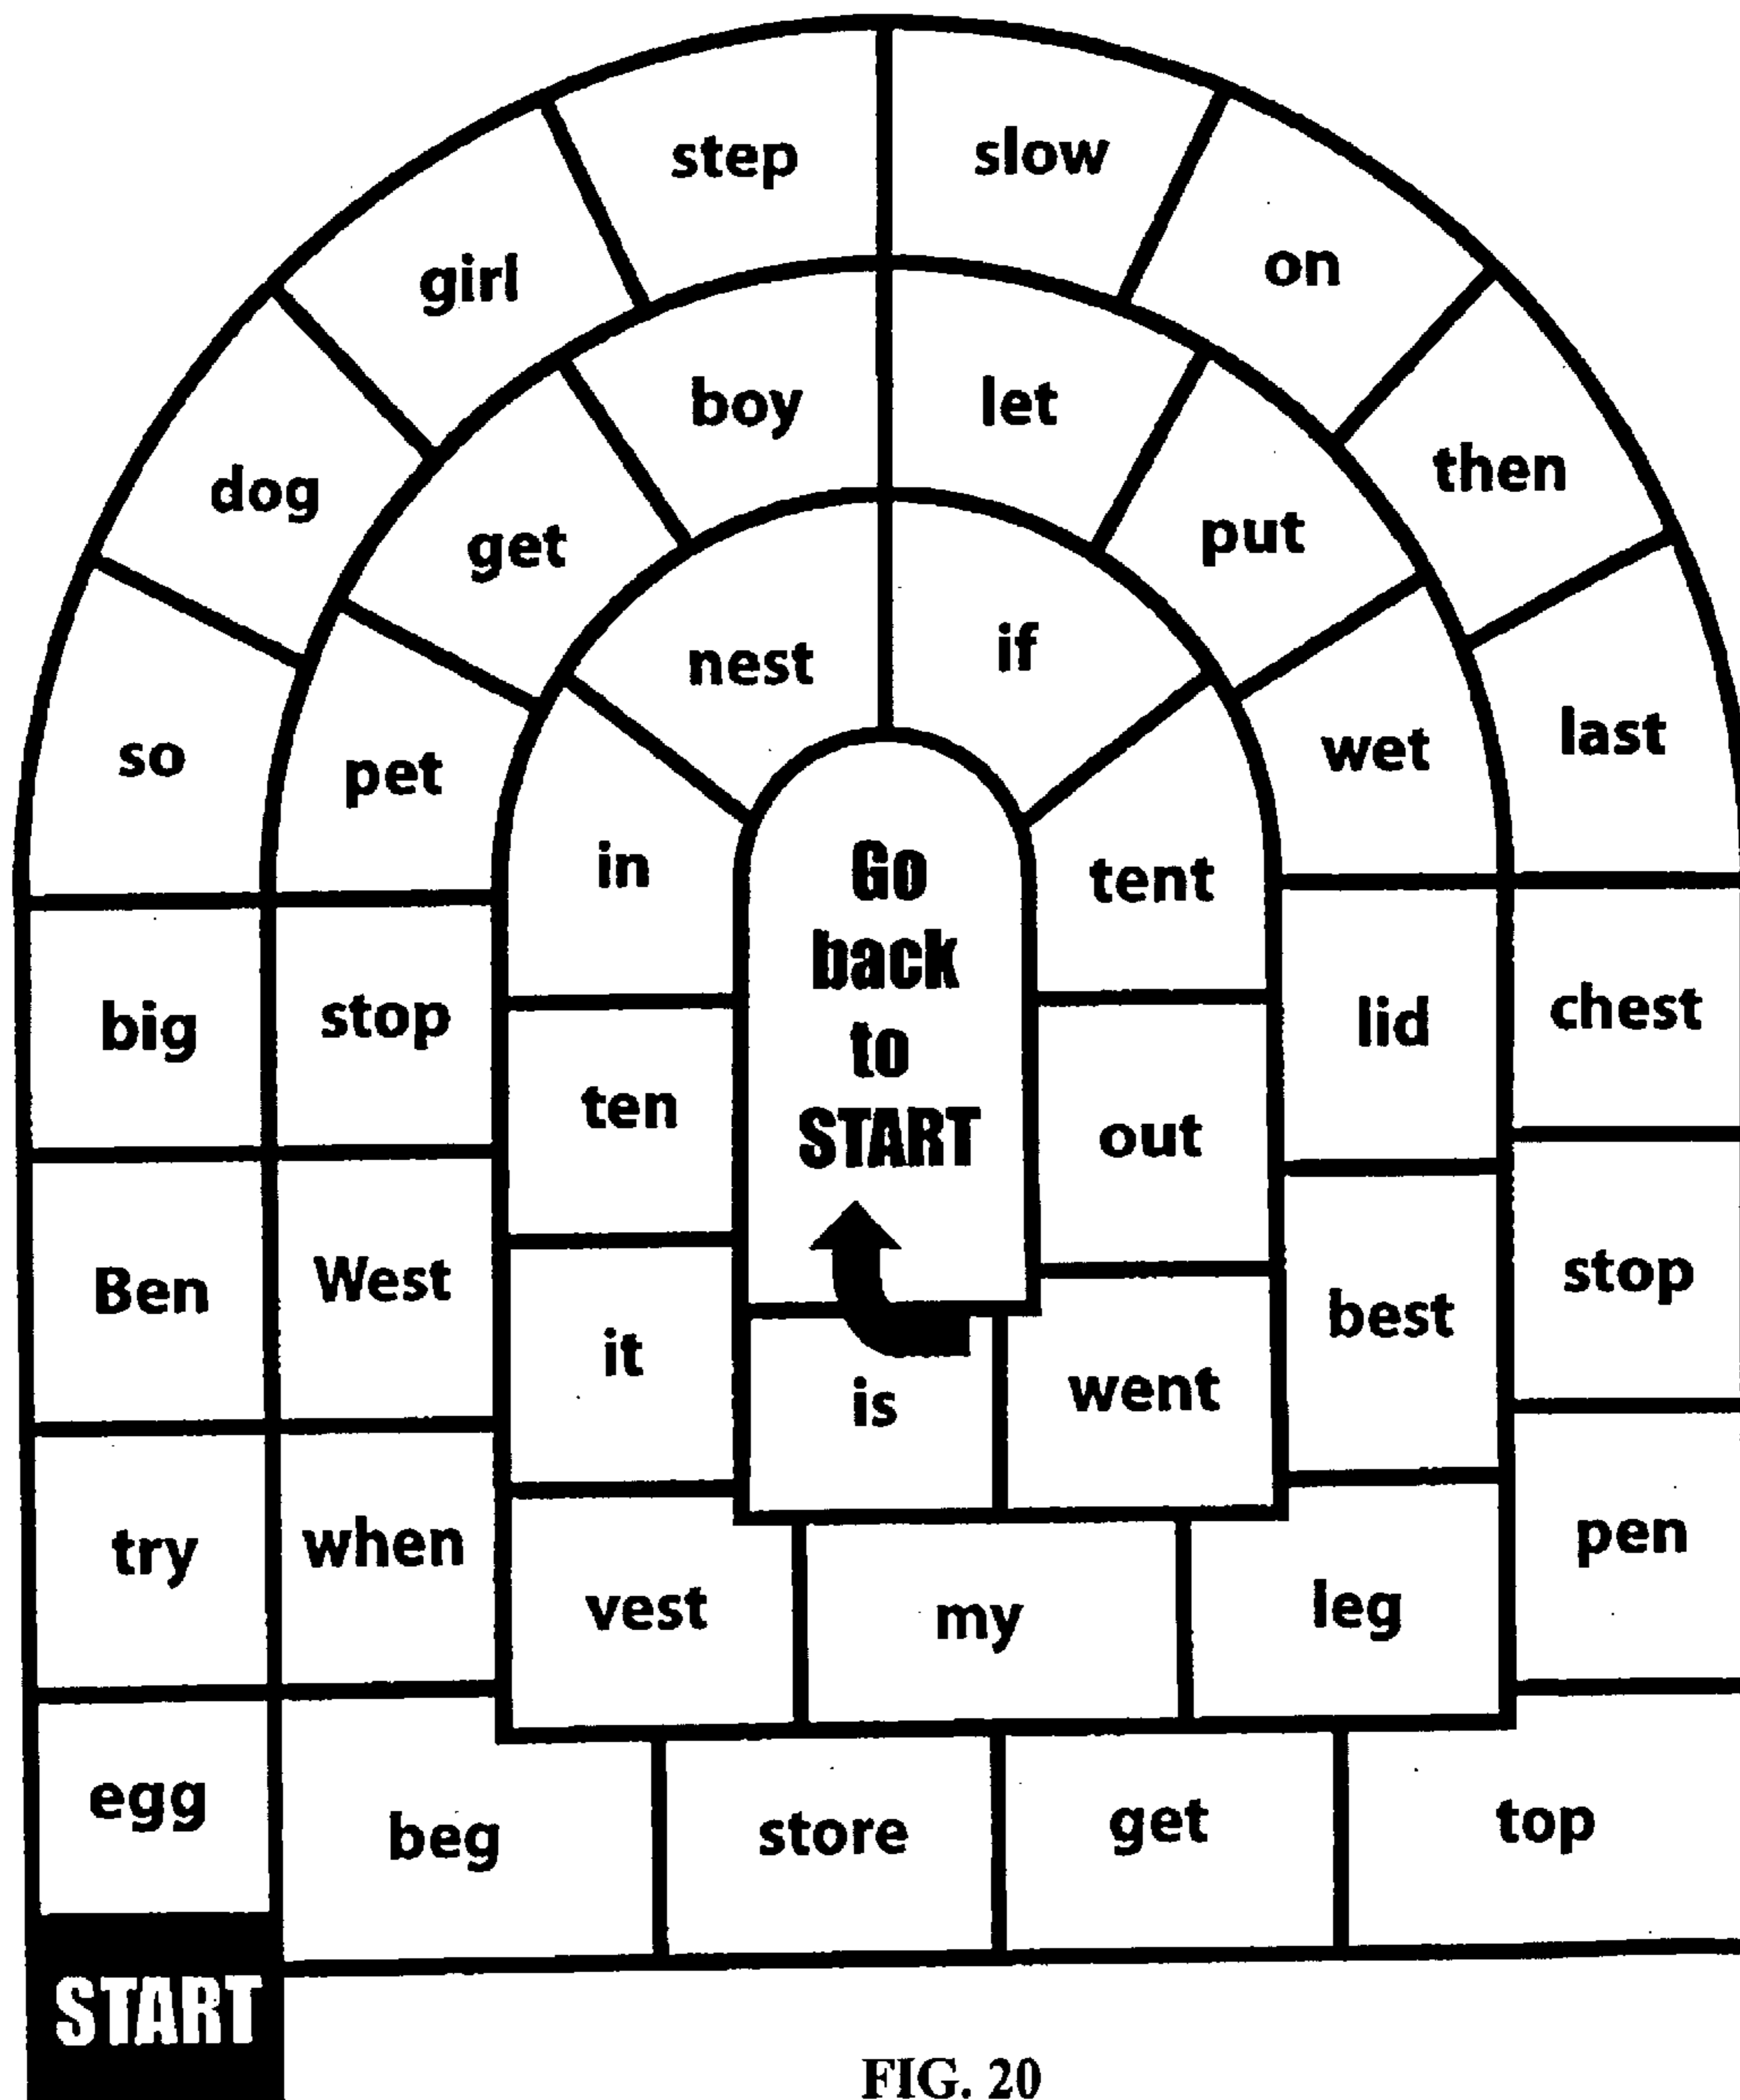 START
egg
try
Ben
big
so
dog
girl
step
slow
on
then
last
chest
stop
pen
top
get
store
beg
when
West
stop
pet
get
boy
let
put
wet
lid
best
leg
my
vest
it
ten
in
nest
if
tent
out
went
is
Go
back
to
START
FIG. 20